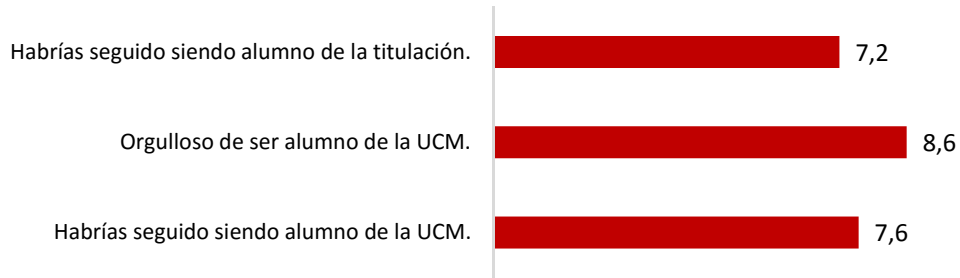 Habrías seguido siendo alumno de la titulación. 7,2
Orgulloso de ser alumno de la UCM. 8,6
Habrías seguido siendo alumno de la UCM. 7,6